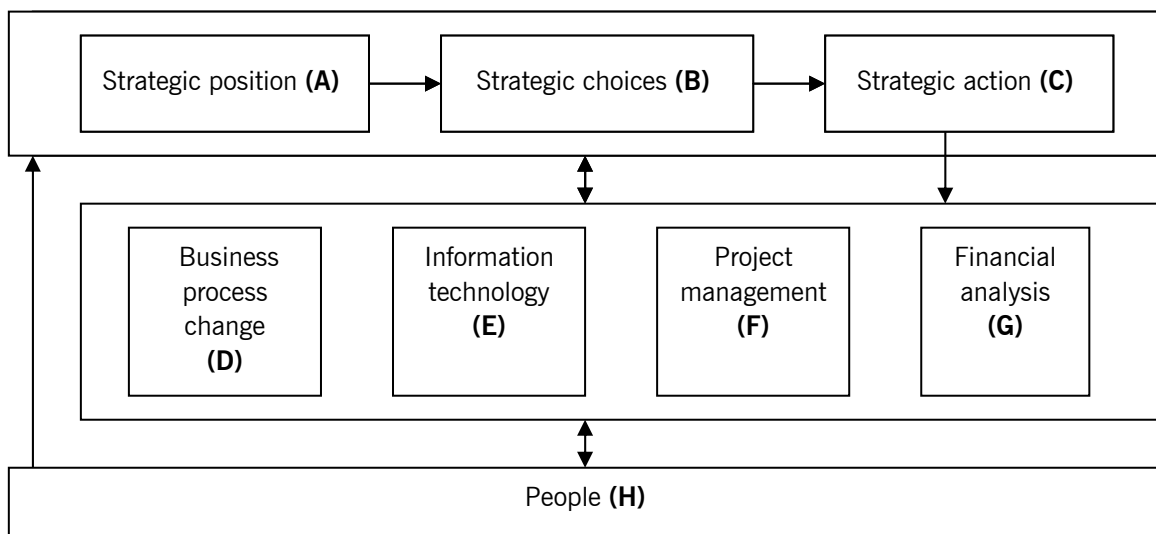 Strategic position (A)
Strategic choices (B)
Strategic action (C)
Business
process
change
(D)
Information
technology
(E)
Project
management
(F)
Financial
analysis
(G)
People (H)